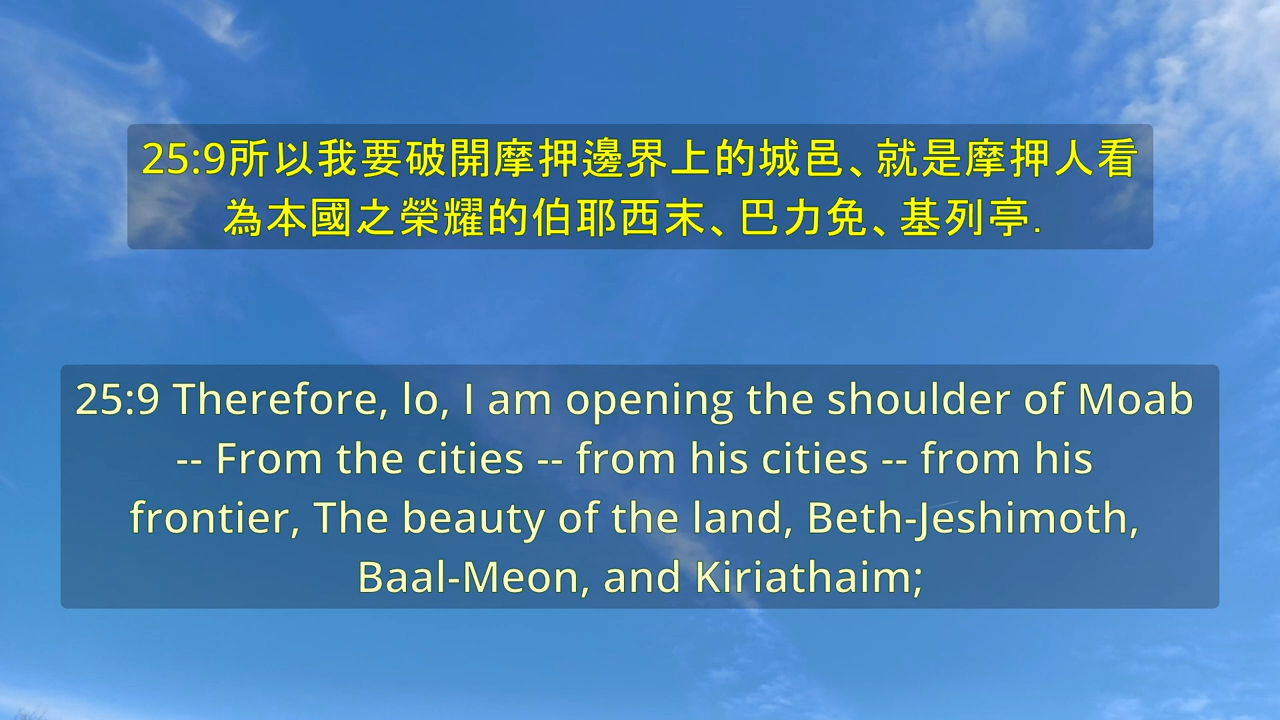 25:9所以我要破開摩押邊界上的城邑、就是摩押人看
為本國之榮耀的伯耶西末、巴力免、基列亭.
25:9 Therefore, lo, I am opening the shoulder of Moab
-- From the cities -- from his cities -- from his
frontier, The beauty of the land, Beth-Jeshimoth,
Baal-Meon, and Kiriathaim;